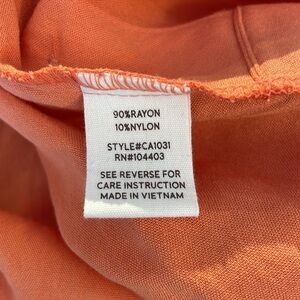 90%RAYON
10%NYLON
STYLE#CA1031
RN#104403
SEE REVERSE FOR
CARE INSTRUCTION
MADE IN VIETNAM